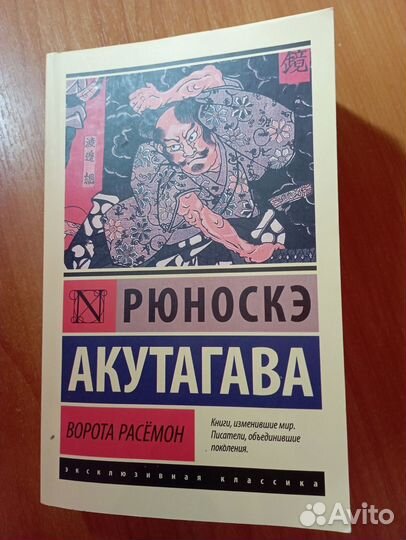 鏡
N
РЮНОСКЭ
АКУТАГАВА
ВОРОТА РАСЁМОН
Книги, изменившие мир.
Писатели, объединившие
поколения.
эксклюзивная классика
Avito